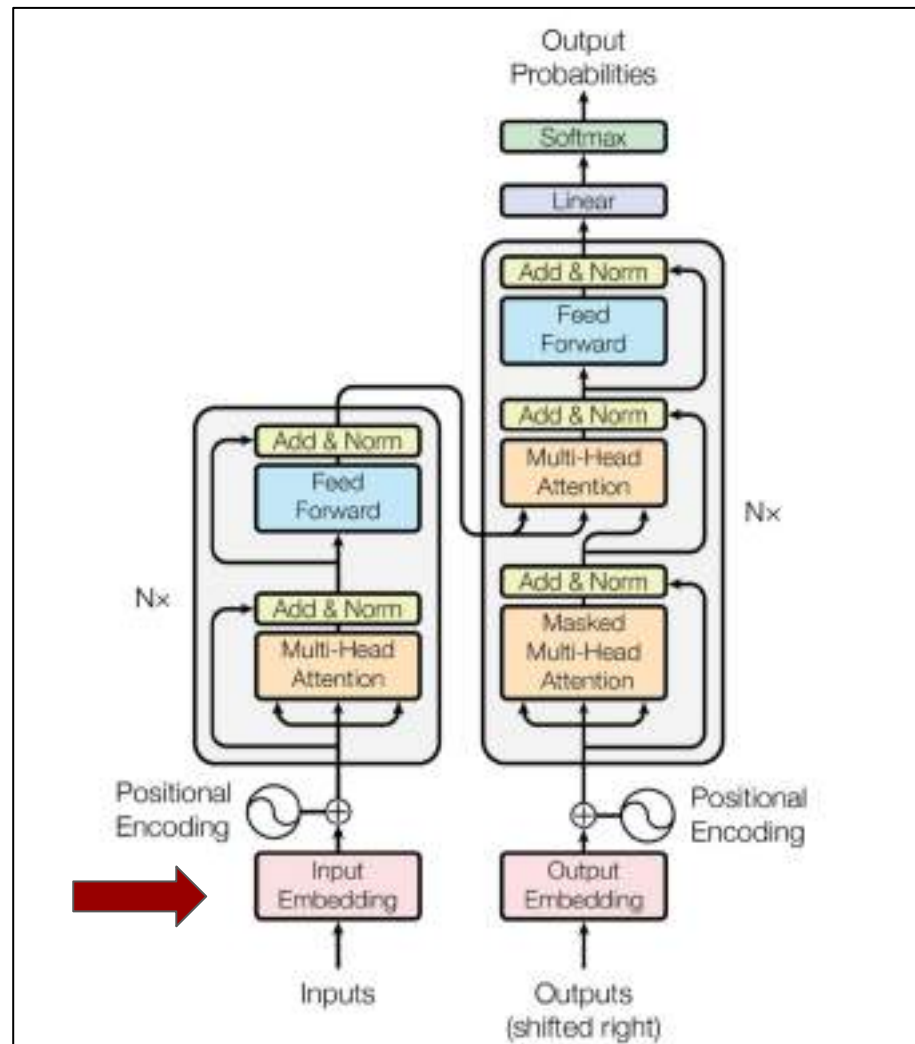 Output
Probabilities
Softmax
Linear
Add & Norm
Feed
Forward
Add & Norm
Multi-Head
Attention
Nx
Add & Norm
Masked
Multi-Head
Attention
Add & Norm
Feed
Forward
Nx
Add & Norm
Multi-Head
Attention
Positional
Encoding
Positional
Encoding
Input
Embedding
Output
Embedding
Inputs
Outputs
(shifted right)